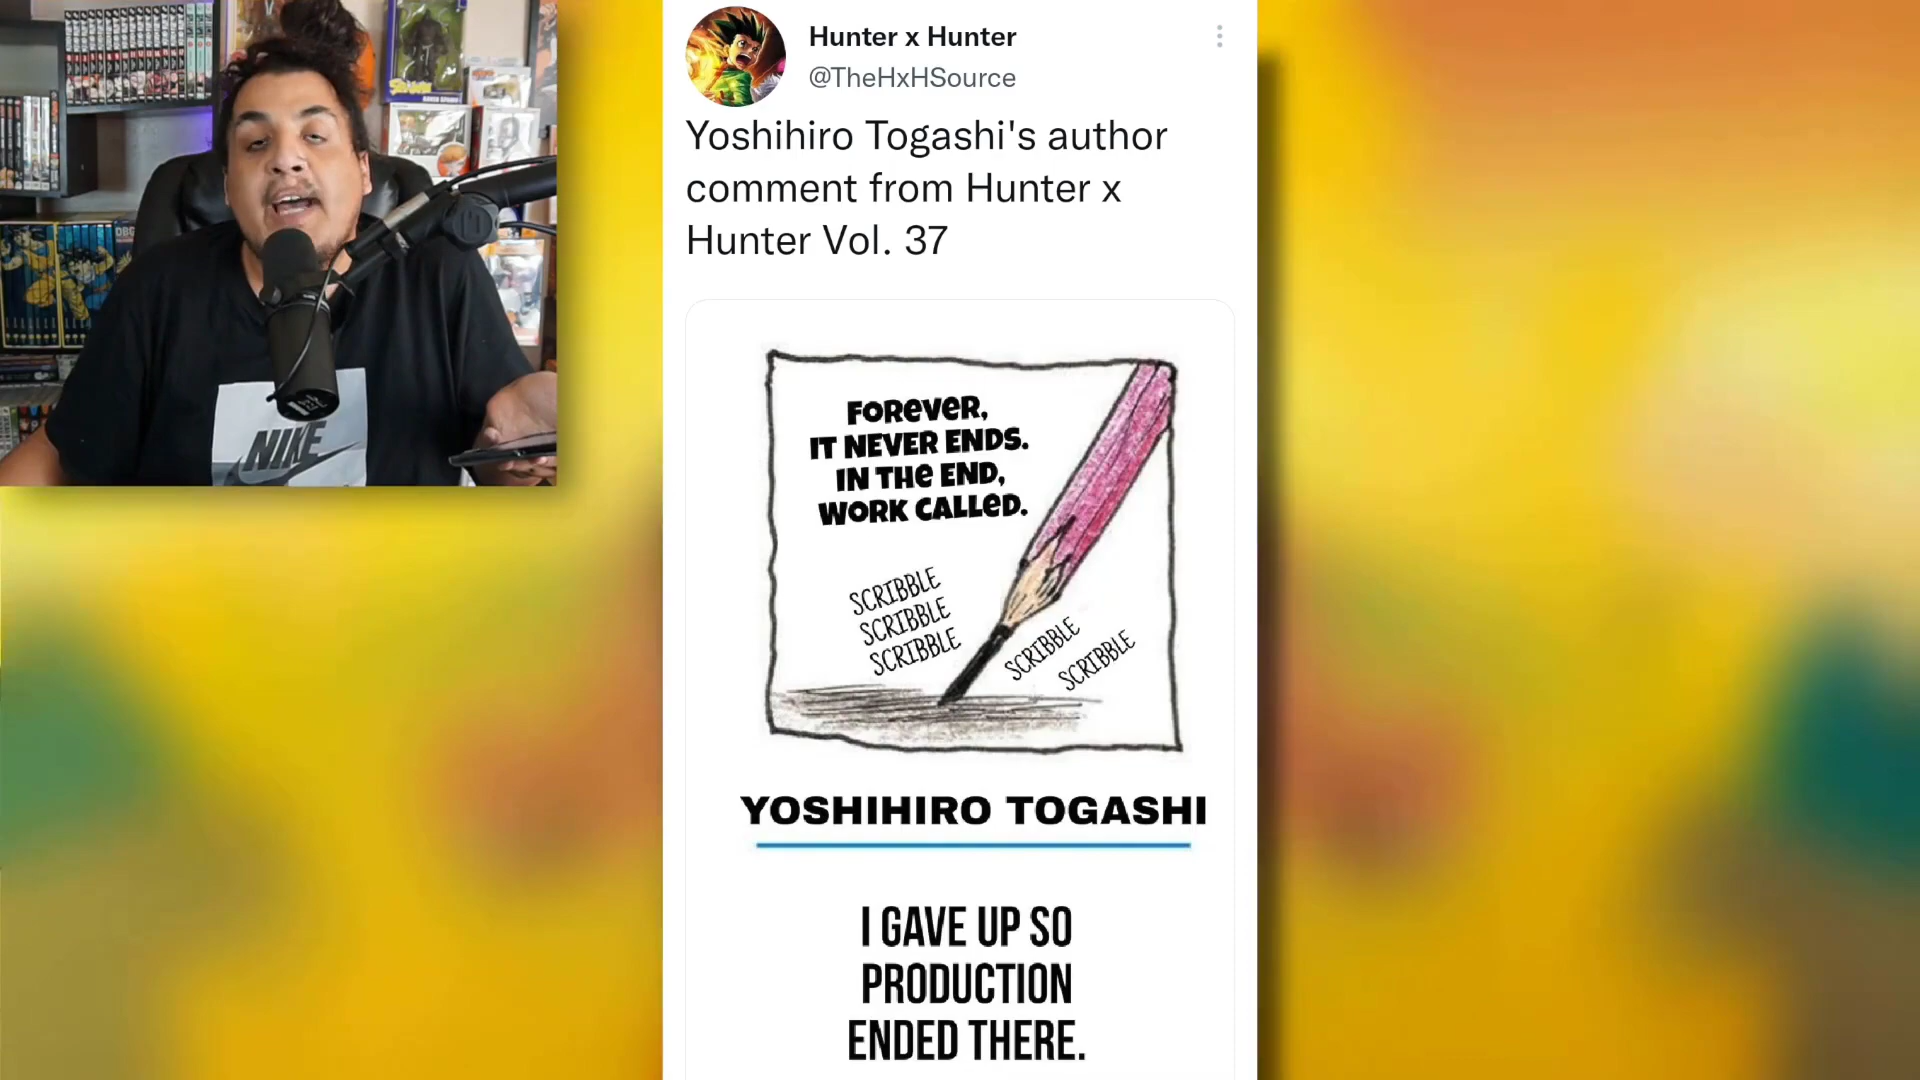 Hunter x Hunter
@TheHxHSource
Yoshihiro Togashi's author
comment from Hunter x
Hunter Vol. 37
FOReVeR,
IT NEVER ENDS.
IN THe END,
WORK CALLeD.
SCRIBBLE
SCRIBBLE
SCRIBBLE
SCRIBBLE
SCRIBBLE
YOSHIHIRO TOGASHI
I GAVE UP SO
PRODUCTION
ENDED THERE.
NIKE